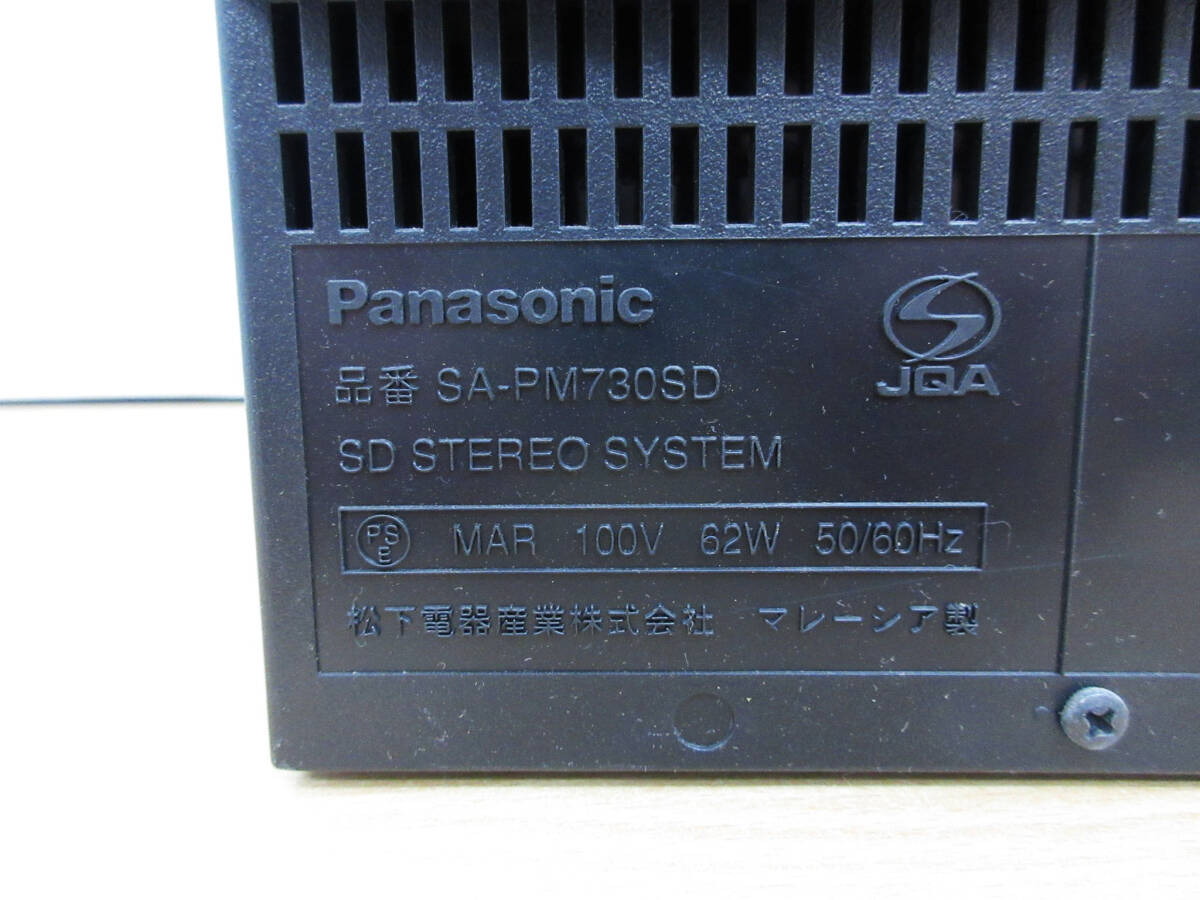 Panasonic
JQA
品番 SA-PM730SD
SD STEREO SYSTEM
PSE MAR 100V 62W 50/60Hz
松下電器産業株式会社 マレーシア製